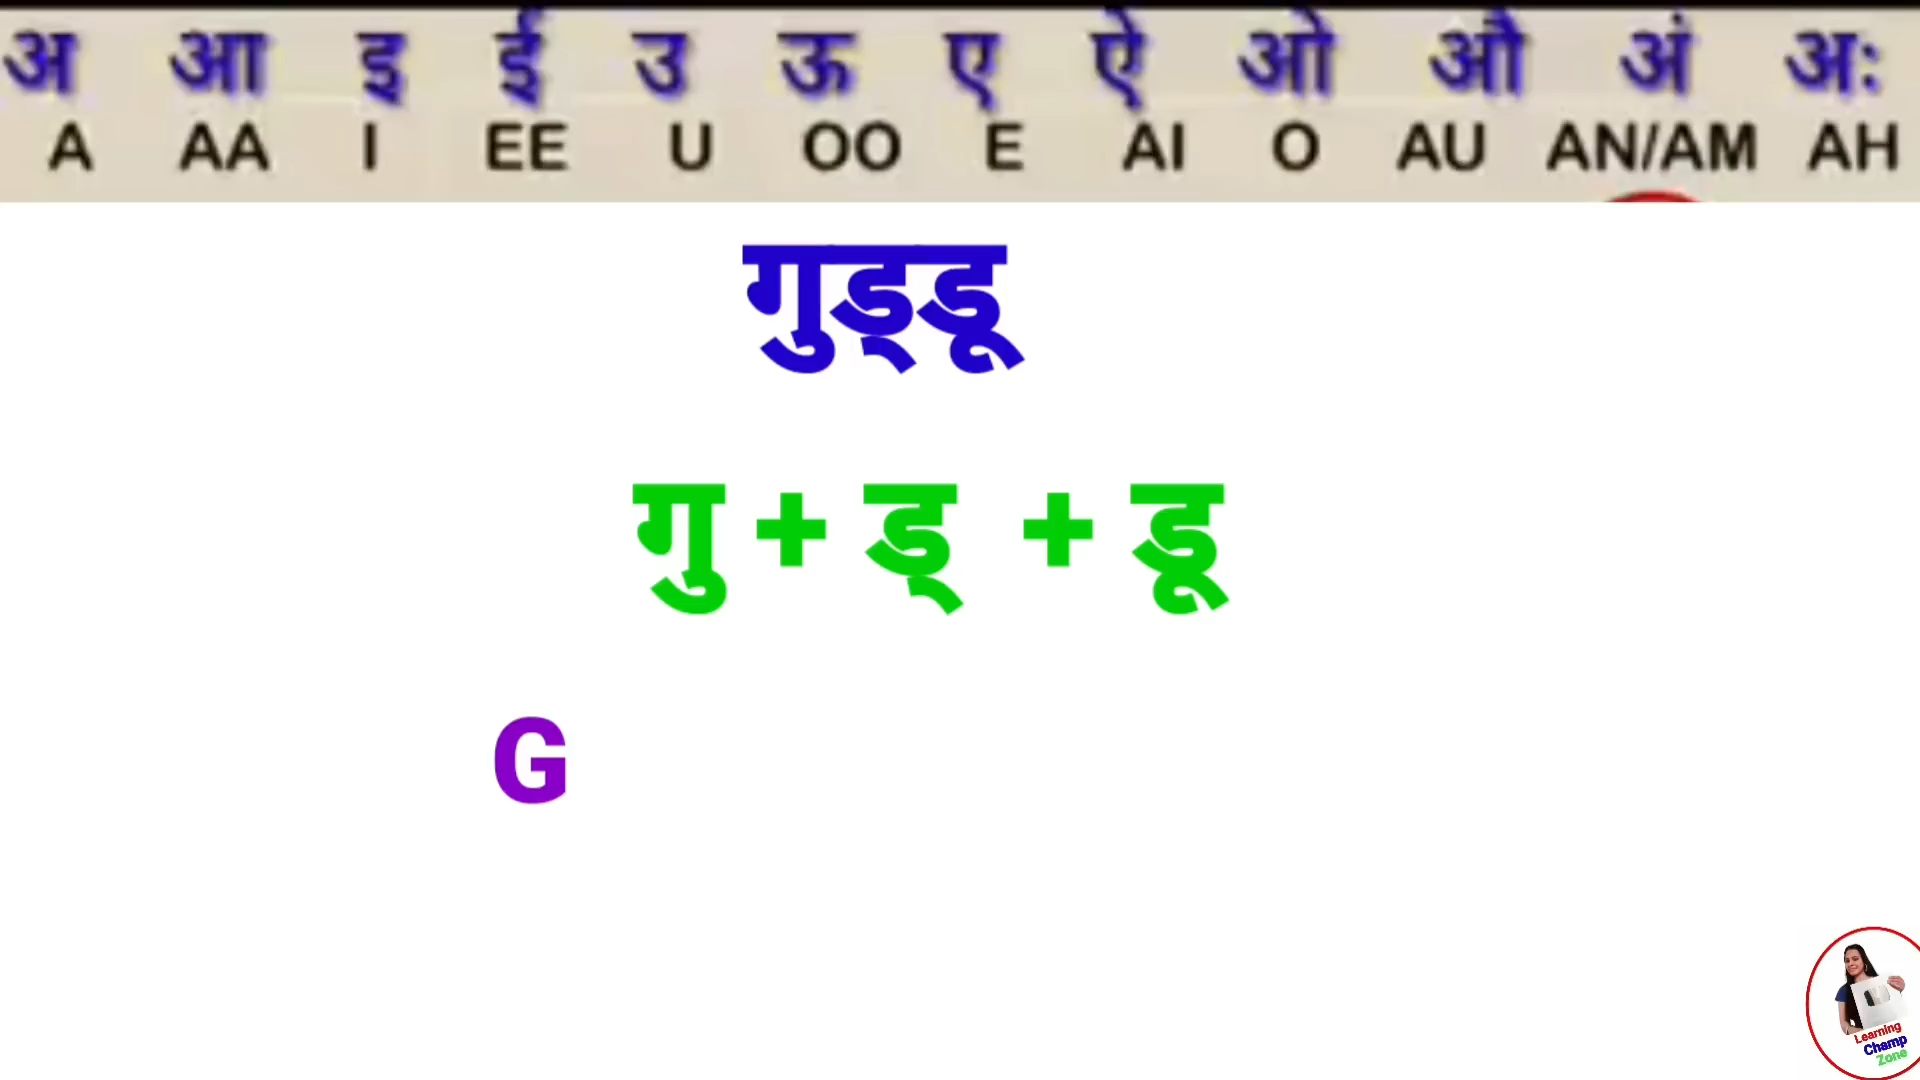 अ आ इ ई उ ऊ ए ऐ ओ औ अं अः
A AA I EE U OO E AI O AU AN/AM AH
गुड्डू
गु + ड् + डू
G
Learning
Champ
Zone